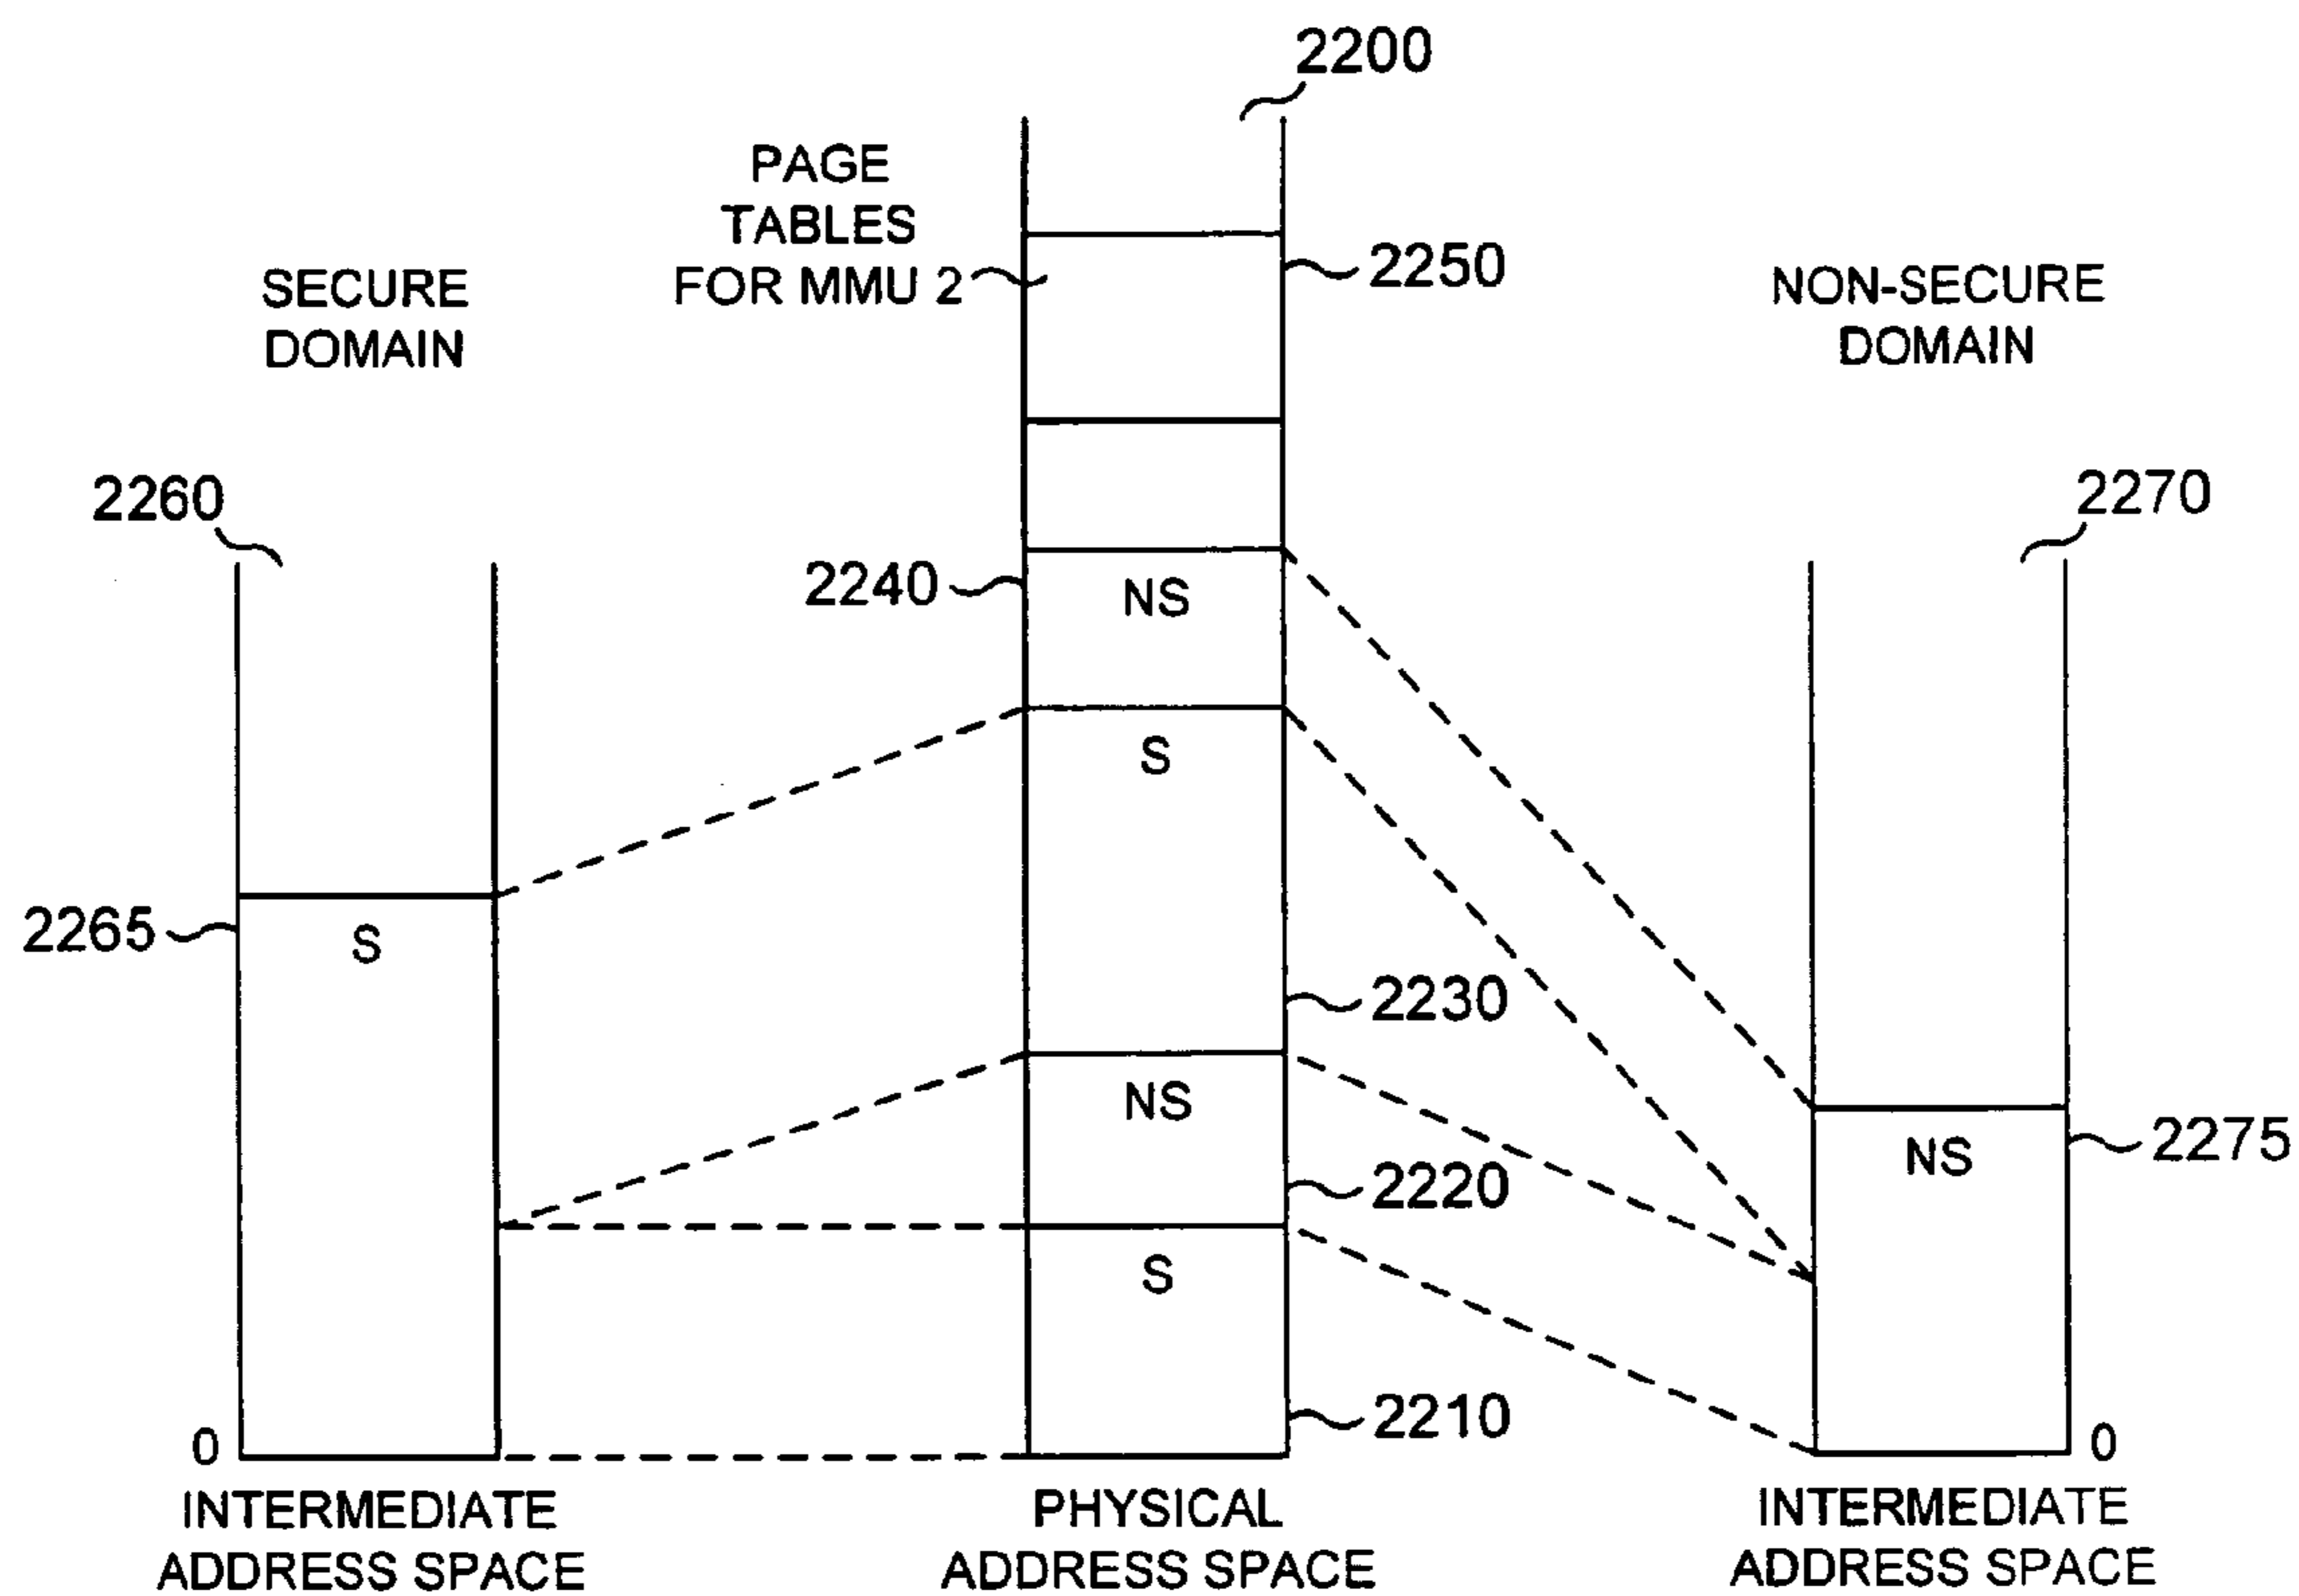 2200
PAGE
TABLES
FOR MMU 2
2250
SECURE
DOMAIN
NON-SECURE
DOMAIN
2260
2270
2240
NS
S
2265
S
2230
NS
NS
2275
2220
S
2210
0
0
INTERMEDIATE
ADDRESS SPACE
PHYSICAL
ADDRESS SPACE
INTERMEDIATE
ADDRESS SPACE